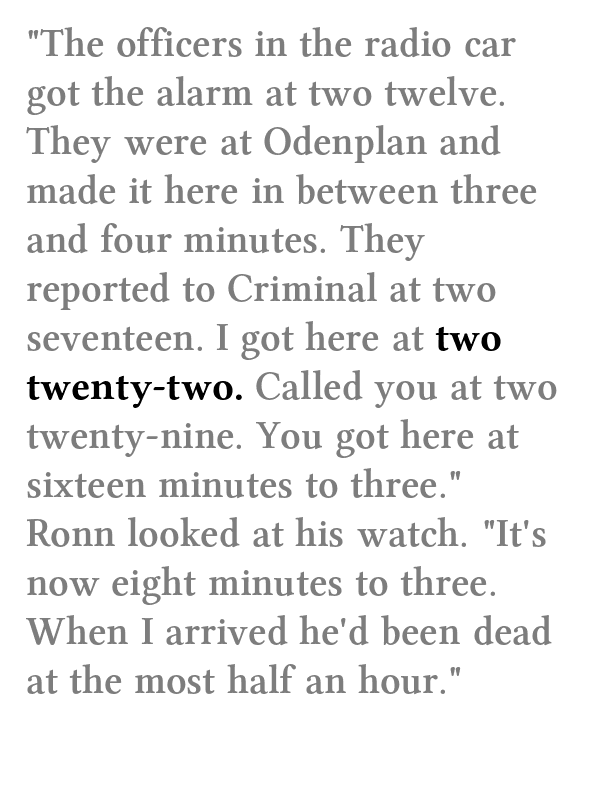 "The officers in the radio car
got the alarm at two twelve.
They were at Odenplan and
made it here in between three
and four minutes. They
reported to Criminal at two
seventeen. I got here at two
twenty-two. Called you at two
twenty-nine. You got here at
sixteen minutes to three."
Ronn looked at his watch. "It's
now eight minutes to three.
When I arrived he'd been dead
at the most half an hour."